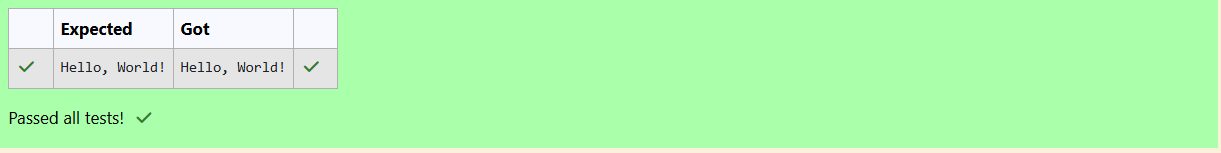 Expected Got
Hello, World! Hello, World!
Passed all tests!